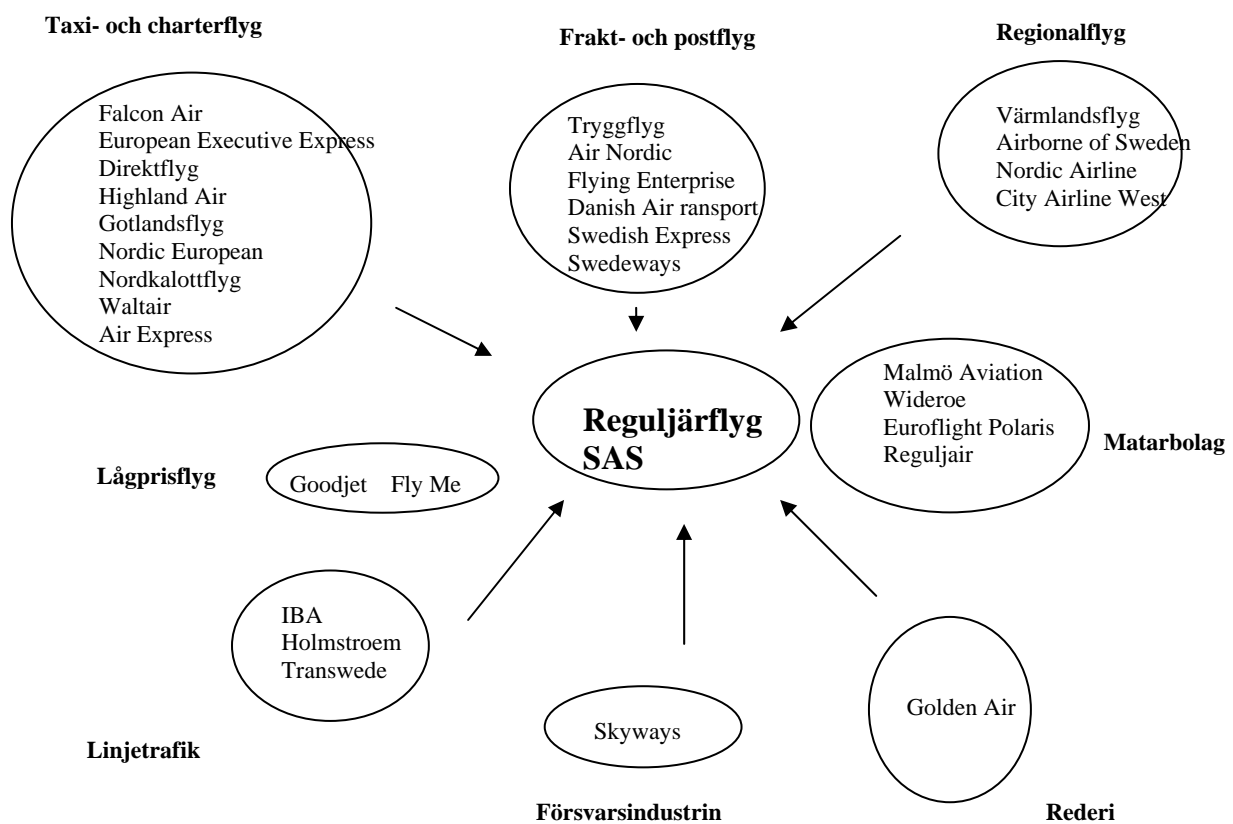 Taxi- och charterflyg
Falcon Air
European Executive Express
Direktflyg
Highland Air
Gotlandsflyg
Nordic European
Nordkalottflyg
Waltair
Air Express
Frakt- och postflyg
Tryggflyg
Air Nordic
Flying Enterprise
Danish Air ransport
Swedish Express
Swedeways
Regionalflyg
Värmlandsflyg
Airborne of Sweden
Nordic Airline
City Airline West
Reguljärflyg
SAS
Malmö Aviation
Wideroe
Euroflight Polaris
Reguljair
Matarbolag
Lågprisflyg
Goodjet Fly Me
IBA
Holmstroem
Transwede
Linjetrafik
Skyways
Försvarsindustrin
Golden Air
Rederi